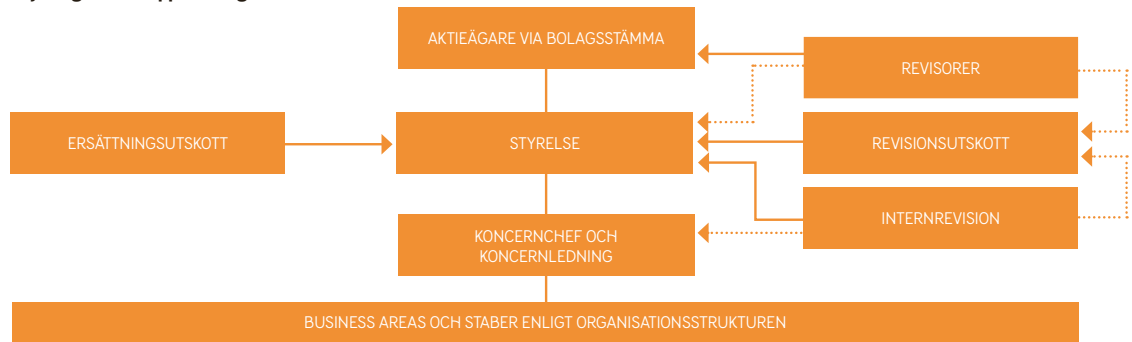 AKTIEÄGARE VIA BOLAGSSTÄMMA
REVISORER
ERSÄTTNINGSUTSKOTT
STYRELSE
REVISIONSUTSKOTT
INTERNREVISION
KONCERNCHEF OCH
KONCERNLEDNING
BUSINESS AREAS OCH STABER ENLIGT ORGANISATIONSSTRUKTUREN